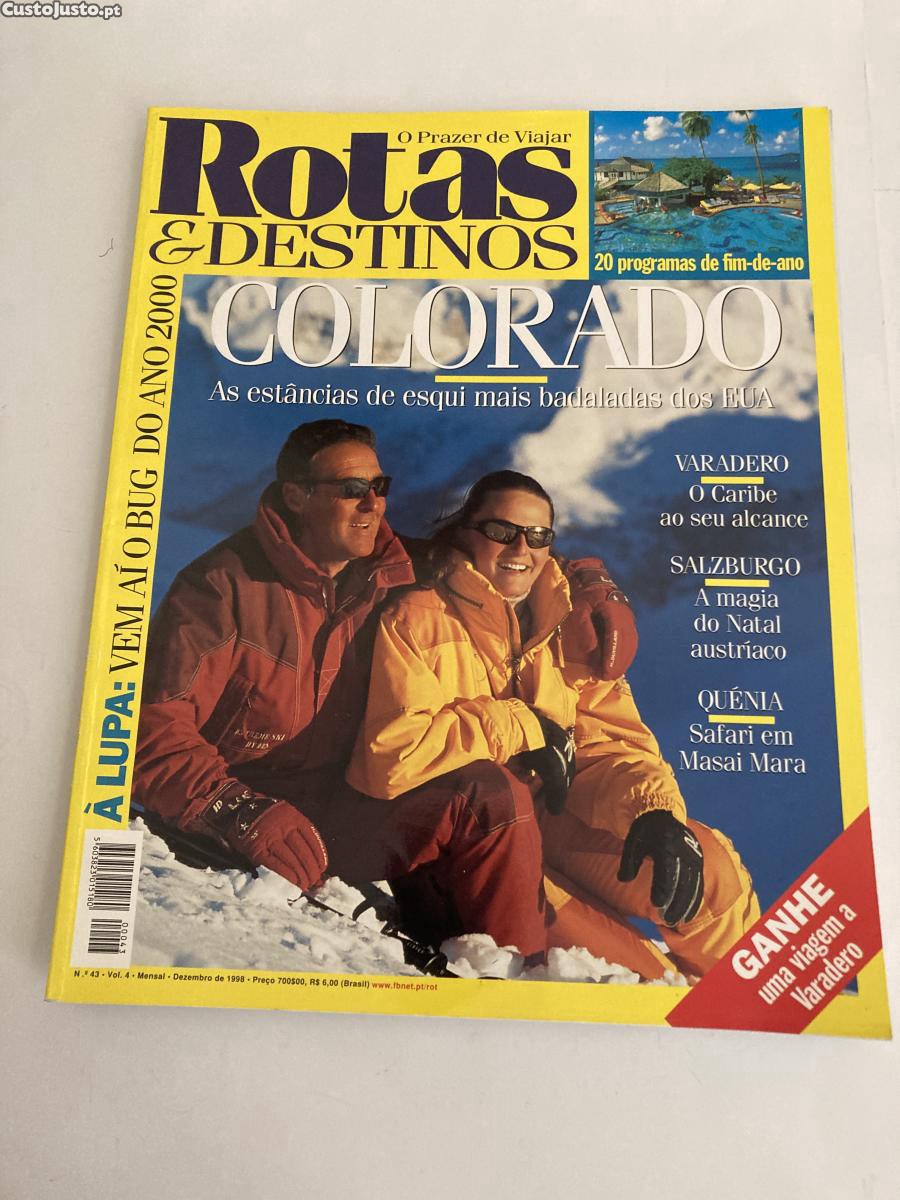 CustoJusto.pt
O Prazer de Viajar
Rotas
& DESTINOS
20 programas de fim-de-ano
COLORADO
As estâncias de esqui mais badaladas dos EUA
VARADERO
O Caribe
ao seu alcance
SALZBURGO
A magia
do Natal
austríaco
QUÉNIA
Safari em
Masai Mara
À LUPA: VEM AÍ O BUG DO ANO 2000
GANHE
uma viagem a
Varadero
5603823015180
00043
N.º 43 • Vol. 4 • Mensal • Dezembro de 1998 • Preço 700$00, R$ 6,00 (Brasil) www.fbnet.pt/rot